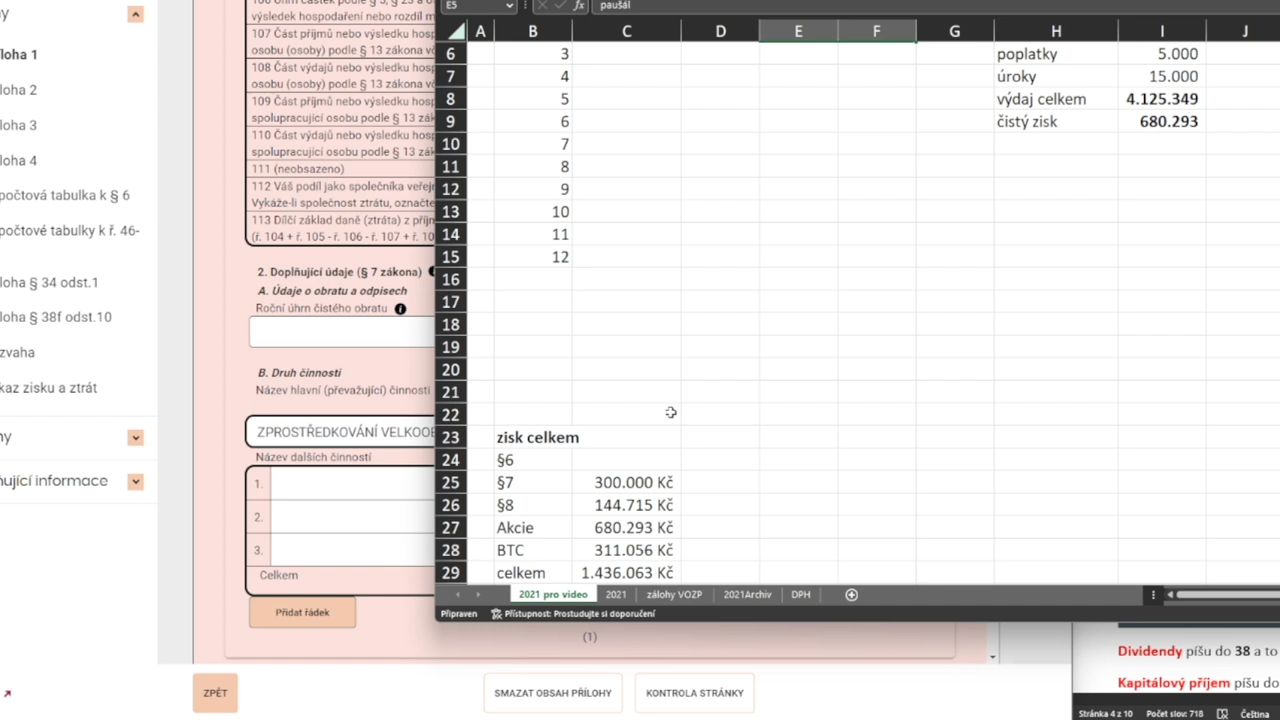 loha 1
loha 2
loha 3
loha 4
počtová tabulka k § 6
počtové tabulky k ř. 46-
loha § 34 odst.1
loha § 38f odst.10
zvaha
kaz zisku a ztrát
ny
ňující informace
výsledek hospodaření nebo rozdíl m
107 Část příjmů nebo výsledku hosp
osobu (osoby) podle § 13 zákona vč
108 Část výdajů nebo výsledku hosp
osobu (osoby) podle § 13 zákona vč
109 Část příjmů nebo výsledku hosp
spolupracující osobu podle § 13 zák
110 Část výdajů nebo výsledku hosp
spolupracující osobu podle § 13 zák
111 (neobsazeno)
112 Váš podíl jako společníka veřej
Vykáže-li společnost ztrátu, označte
113 Dílčí základ daně (ztráta) z příjm
(ř. 104 + ř. 105 - ř. 106 - ř. 107 + ř. 10
2. Doplňující údaje (§ 7 zákona)
A. Údaje o obratu a odpisech
Roční úhrn čistého obratu
B. Druh činnosti
Název hlavní (převažující) činnosti
ZPROSTŘEDKOVÁNÍ VELKOOB
Název dalších činností
1.
2.
3.
Celkem
Přidat řádek
(1)
ZPĚT
SMAZAT OBSAH PŘÍLOHY
KONTROLA STRÁNKY
E5 fx paušál
A B C D E F G H I J
6 3 poplatky 5.000
7 4 úroky 15.000
8 5 výdaj celkem 4.125.349
9 6 čistý zisk 680.293
10 7
11 8
12 9
13 10
14 11
15 12
16
17
18
19
20
21
22
23 zisk celkem
24 §6
25 §7 300.000 Kč
26 §8 144.715 Kč
27 Akcie 680.293 Kč
28 BTC 311.056 Kč
29 celkem 1.436.063 Kč
2021 pro video 2021 zálohy VOZP 2021Archiv DPH
Připraven Přístupnost: Prostudujte si doporučení
Dividendy píšu do 38 a to
Kapitálový příjem píšu do
Stránka 4 z 10 Počet slov: 718 Čeština